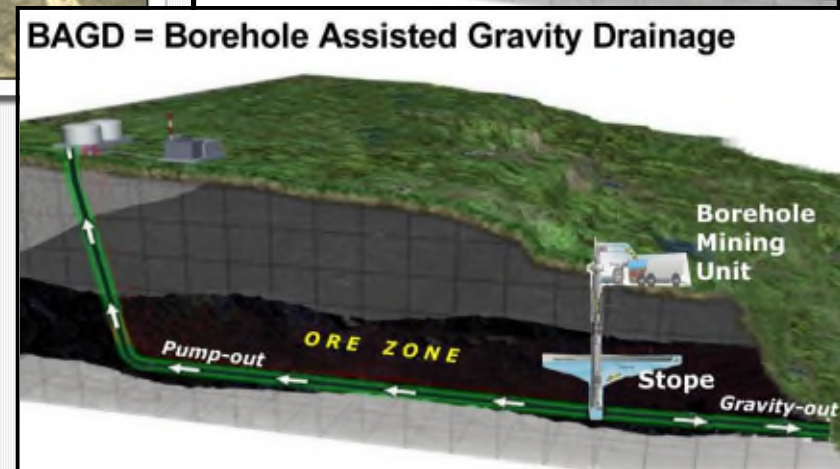 BAGD = Borehole Assisted Gravity Drainage
Borehole
Mining
Unit
ORE ZONE
Pump-out
Stope
Gravity-out